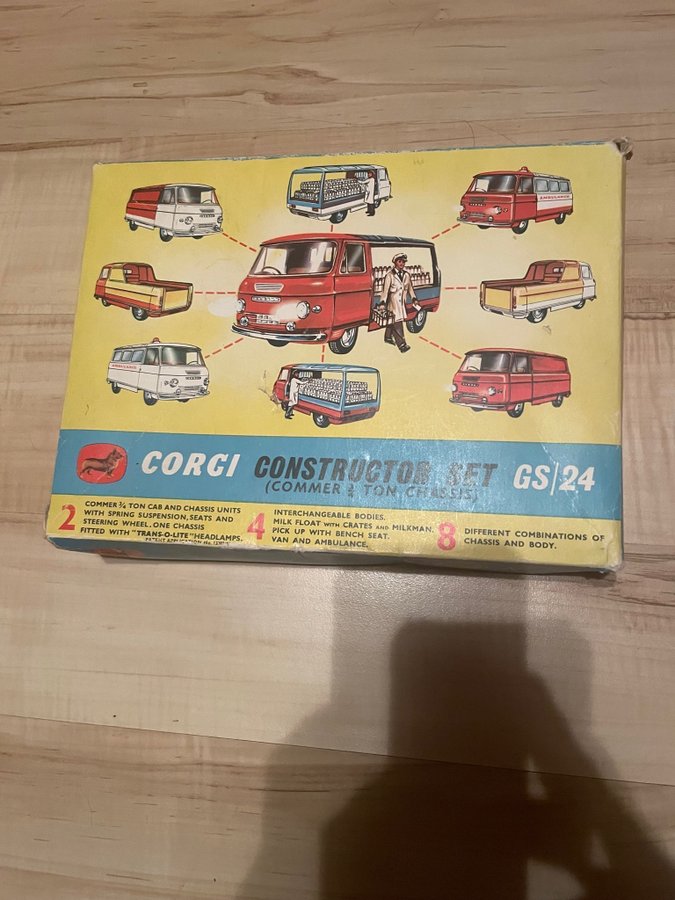 AMBULANCE
AMBULANCE
CORGI CONSTRUCTOR SET GS/24
(COMMER ¾ TON CHASSIS)
2 COMMER ¾ TON CAB AND CHASSIS UNITS
WITH SPRING SUSPENSION, SEATS AND
STEERING WHEEL. ONE CHASSIS
FITTED WITH "TRANS-O-LITE" HEADLAMPS.
PATENT APPLICATION No.
4 INTERCHANGEABLE BODIES.
MILK FLOAT WITH CRATES AND MILKMAN.
PICK UP WITH BENCH SEAT.
VAN AND AMBULANCE.
8 DIFFERENT COMBINATIONS OF
CHASSIS AND BODY.